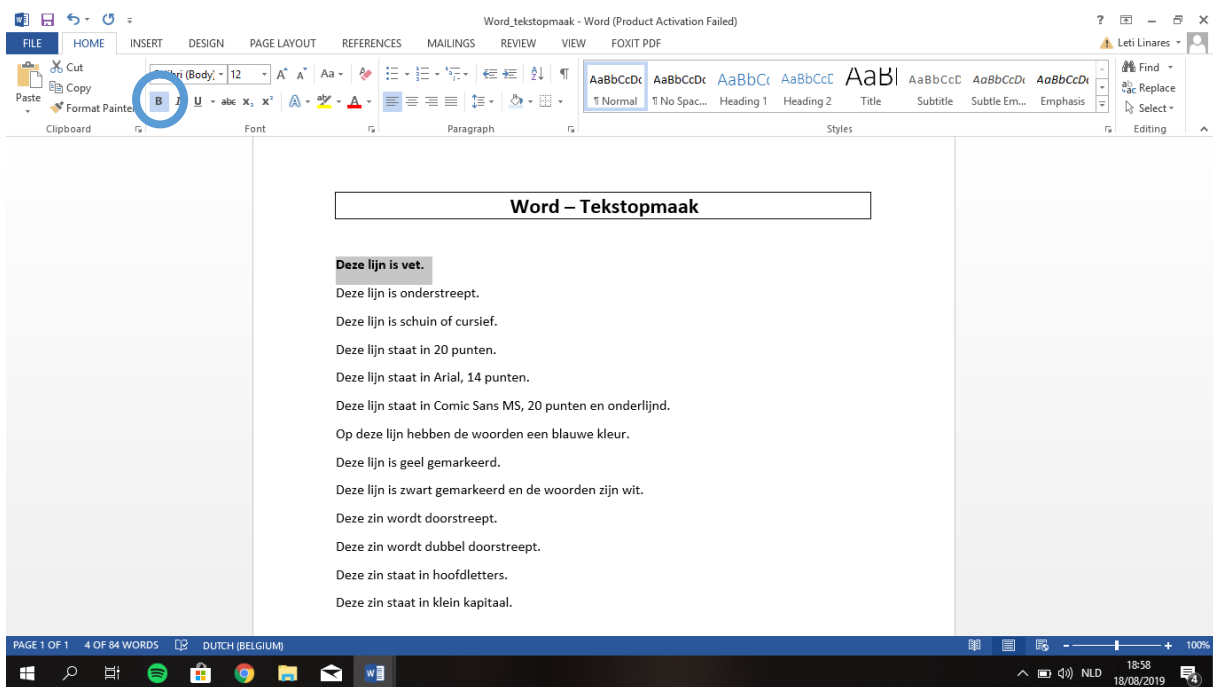 Word_tekstopmaak - Word (Product Activation Failed)
FILE HOME INSERT DESIGN PAGE LAYOUT REFERENCES MAILINGS REVIEW VIEW FOXIT PDF Leti Linares
Cut
Copy
Paste
Format Painter
(Body) 12
Aa
B U abc X₂ X²
AaBbCcDc AaBbCcDc AaBbCc AaBbCcD AaBl AaBbCcD AaBbCcDc AaBbCcDc
¶ Normal ¶ No Spac... Heading 1 Heading 2 Title Subtitle Subtle Em... Emphasis
Find
Replace
Select
Clipboard Font Paragraph Styles Editing
Word – Tekstopmaak
Deze lijn is vet.
Deze lijn is onderstreept.
Deze lijn is schuin of cursief.
Deze lijn staat in 20 punten.
Deze lijn staat in Arial, 14 punten.
Deze lijn staat in Comic Sans MS, 20 punten en onderlijnd.
Op deze lijn hebben de woorden een blauwe kleur.
Deze lijn is geel gemarkeerd.
Deze lijn is zwart gemarkeerd en de woorden zijn wit.
Deze zin wordt doorstreept.
Deze zin wordt dubbel doorstreept.
Deze zin staat in hoofdletters.
Deze zin staat in klein kapitaal.
PAGE 1 OF 1 4 OF 84 WORDS DUTCH (BELGIUM) 100%
NLD
18:58
18/08/2019
4